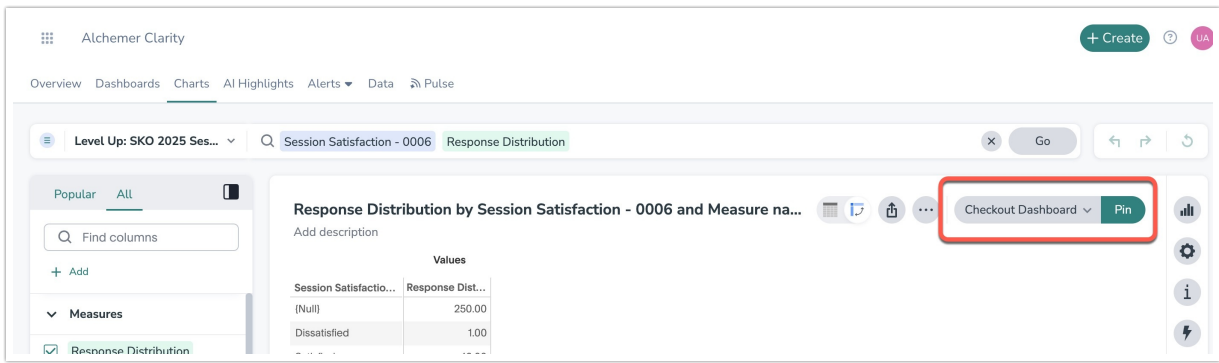 Alchemer Clarity
+ Create
UA
Overview Dashboards Charts AI Highlights Alerts Data Pulse
Level Up: SKO 2025 Ses... Session Satisfaction - 0006 Response Distribution Go
Popular All
Response Distribution by Session Satisfaction - 0006 and Measure na... Checkout Dashboard Pin
Add description
Find columns
+ Add
Values
Session Satisfactio... Response Dist...
{Null} 250.00
Measures
Dissatisfied 1.00
Response Distribution